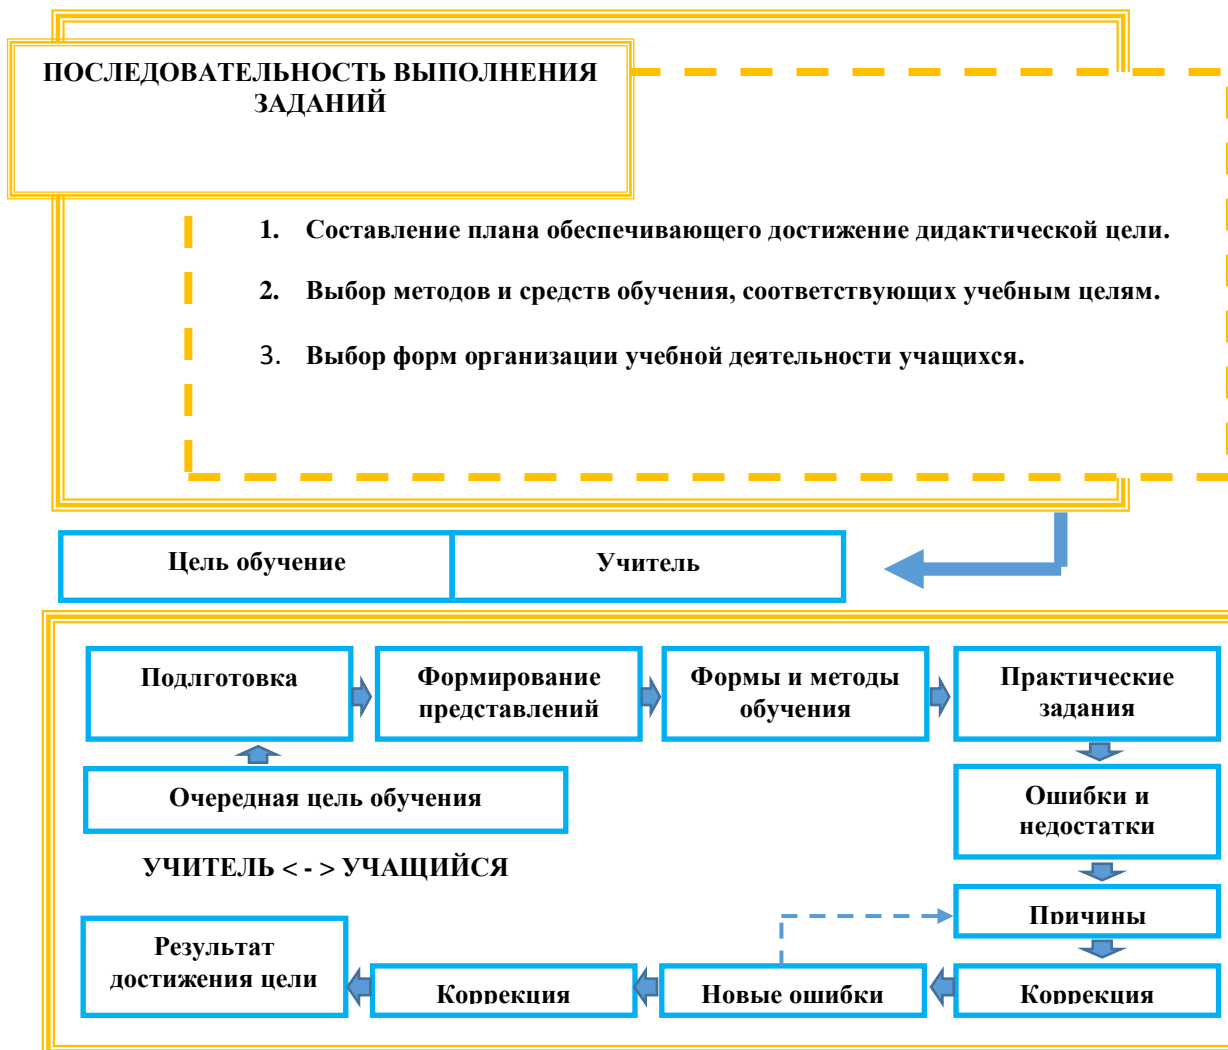 ПОСЛЕДОВАТЕЛЬНОСТЬ ВЫПОЛНЕНИЯ
ЗАДАНИЙ
1. Составление плана обеспечивающего достижение дидактической цели.
2. Выбор методов и средств обучения, соответствующих учебным целям.
3. Выбор форм организации учебной деятельности учащихся.
Цель обучение
Учитель
Подлготовка
Формирование
представлений
Формы и методы
обучения
Практические
задания
Очередная цель обучения
Ошибки и
недостатки
УЧИТЕЛЬ < - > УЧАЩИЙСЯ
Причины
Результат
достижения цели
Коррекция
Новые ошибки
Коррекция